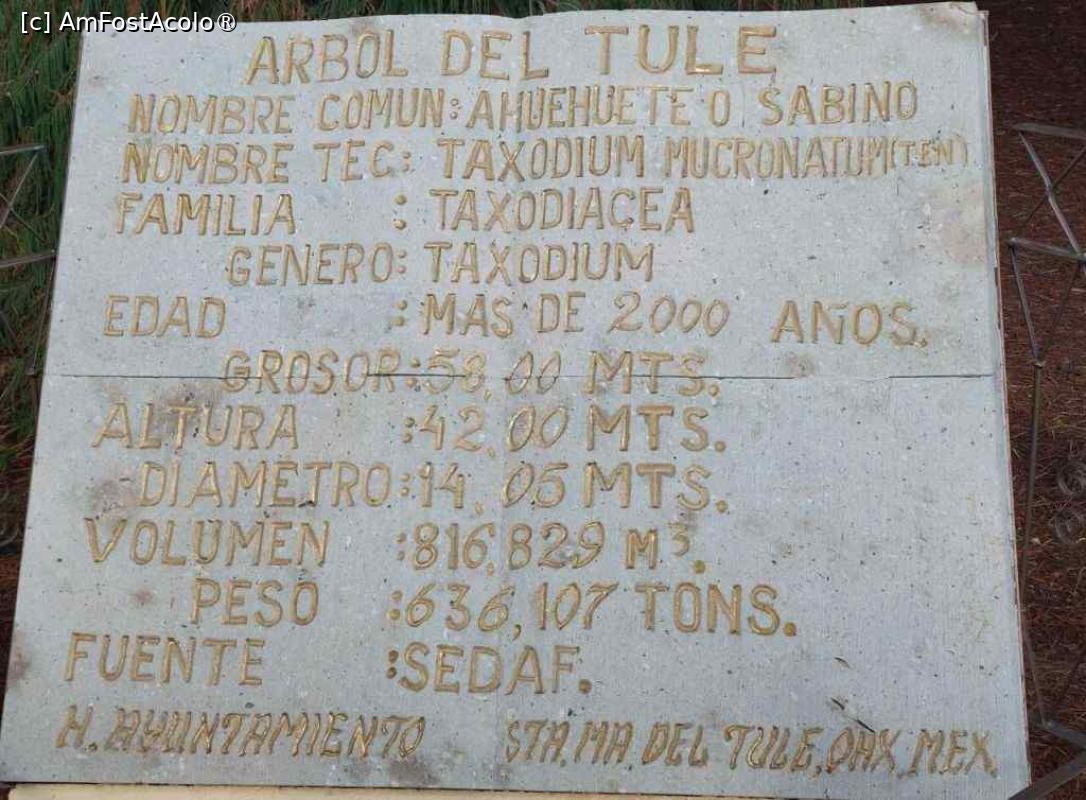 [c] AmFostAcolo®
ARBOL DEL TULE
NOMBRE COMUN: AHUEHUETE O SABINO
NOMBRE TEC: TAXODIUM MUCRONATUM(TEN)
FAMILIA : TAXODIACEA
GENERO: TAXODIUM
EDAD : MAS DE 2000 AÑOS.
GROSOR: 58,00 MTS.
ALTURA : 42,00 MTS.
DIAMETRO: 14,05 MTS.
VOLUMEN : 816,829 M³.
PESO : 636,107 TONS.
FUENTE : SEDAF.
H. AYUNTAMIENTO STA. MA. DEL TULE, OAX. MEX.